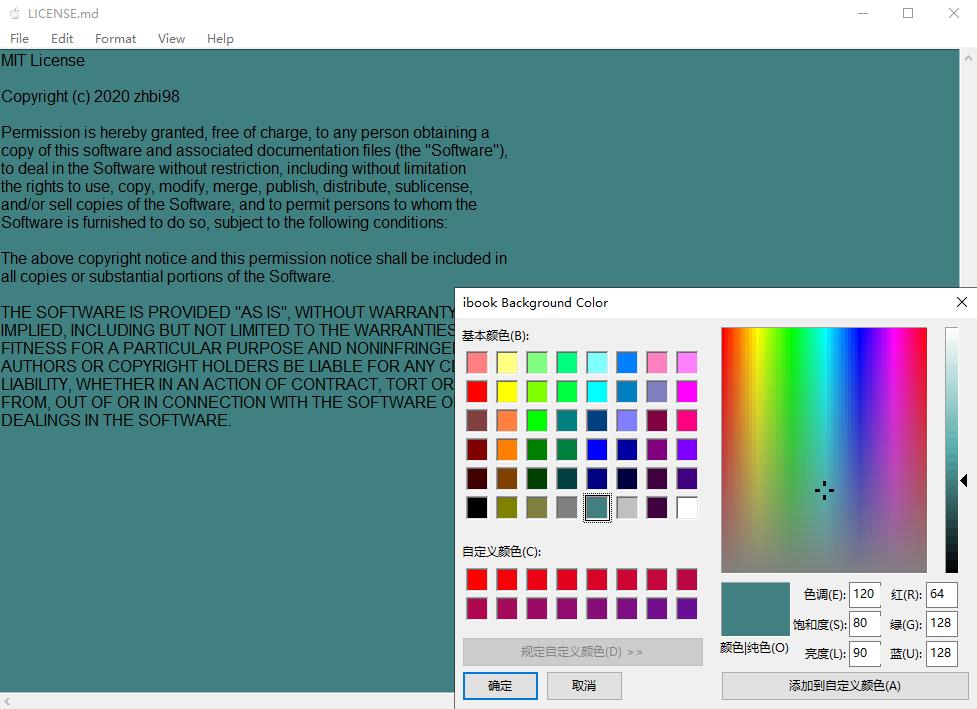 LICENSE.md
File Edit Format View Help
MIT License
Copyright (c) 2020 zhbi98
Permission is hereby granted, free of charge, to any person obtaining a
copy of this software and associated documentation files (the "Software"),
to deal in the Software without restriction, including without limitation
the rights to use, copy, modify, merge, publish, distribute, sublicense,
and/or sell copies of the Software, and to permit persons to whom the
Software is furnished to do so, subject to the following conditions:
The above copyright notice and this permission notice shall be included in
all copies or substantial portions of the Software.
THE SOFTWARE IS PROVIDED "AS IS", WITHOUT WARRANTY
IMPLIED, INCLUDING BUT NOT LIMITED TO THE WARRANTIES
FITNESS FOR A PARTICULAR PURPOSE AND
AUTHORS OR COPYRIGHT HOLDERS BE LIABLE FOR ANY
LIABILITY, WHETHER IN AN ACTION OF CONTRACT, TORT OR
FROM, OUT OF OR IN CONNECTION WITH THE SOFTWARE
DEALINGS IN THE SOFTWARE.
ibook Background Color
基本颜色(B):
自定义颜色(C):
规定自定义颜色(D) >>
确定 取消
色调(E): 120 红(R): 64
饱和度(S): 80 绿(G): 128
颜色|纯色(O) 亮度(L): 90 蓝(U): 128
添加到自定义颜色(A)